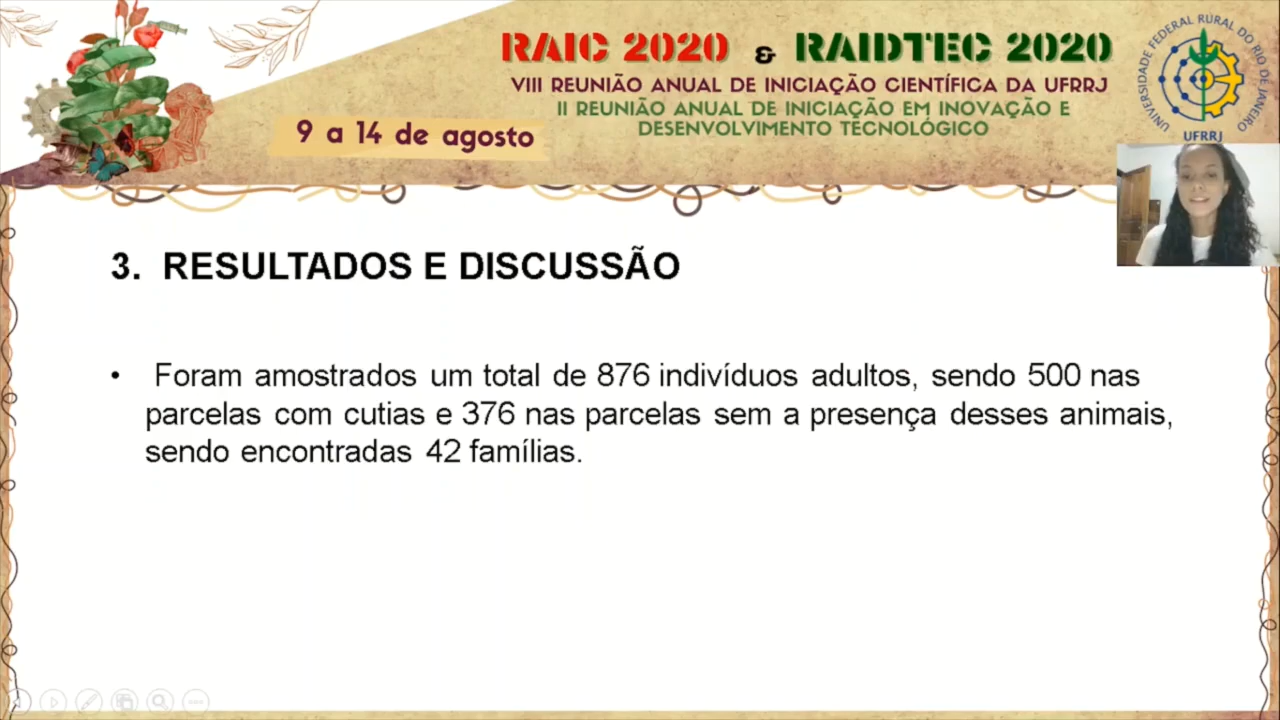 RAIC 2020 & RAIDTEC 2020
VIII REUNIÃO ANUAL DE INICIAÇÃO CIENTÍFICA DA UFRRJ
II REUNIÃO ANUAL DE INICIAÇÃO EM INOVAÇÃO E
DESENVOLVIMENTO TECNOLÓGICO
9 a 14 de agosto
UNIVERSIDADE FEDERAL RURAL DO RIO DE JANEIRO
UFRRJ
3. RESULTADOS E DISCUSSÃO
• Foram amostrados um total de 876 indivíduos adultos, sendo 500 nas
parcelas com cutias e 376 nas parcelas sem a presença desses animais,
sendo encontradas 42 famílias.